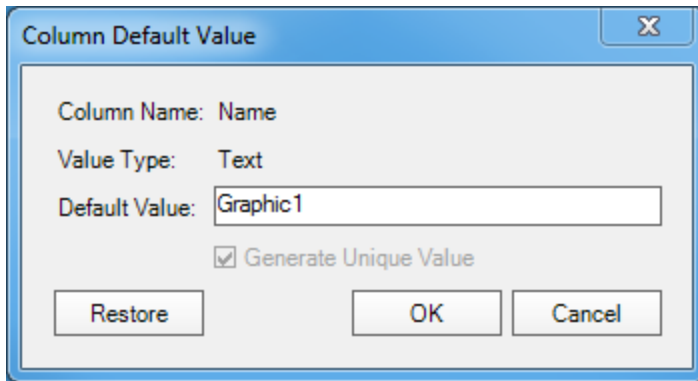 Column Default Value
Column Name: Name
Value Type: Text
Default Value: Graphic1
Generate Unique Value
Restore OK Cancel